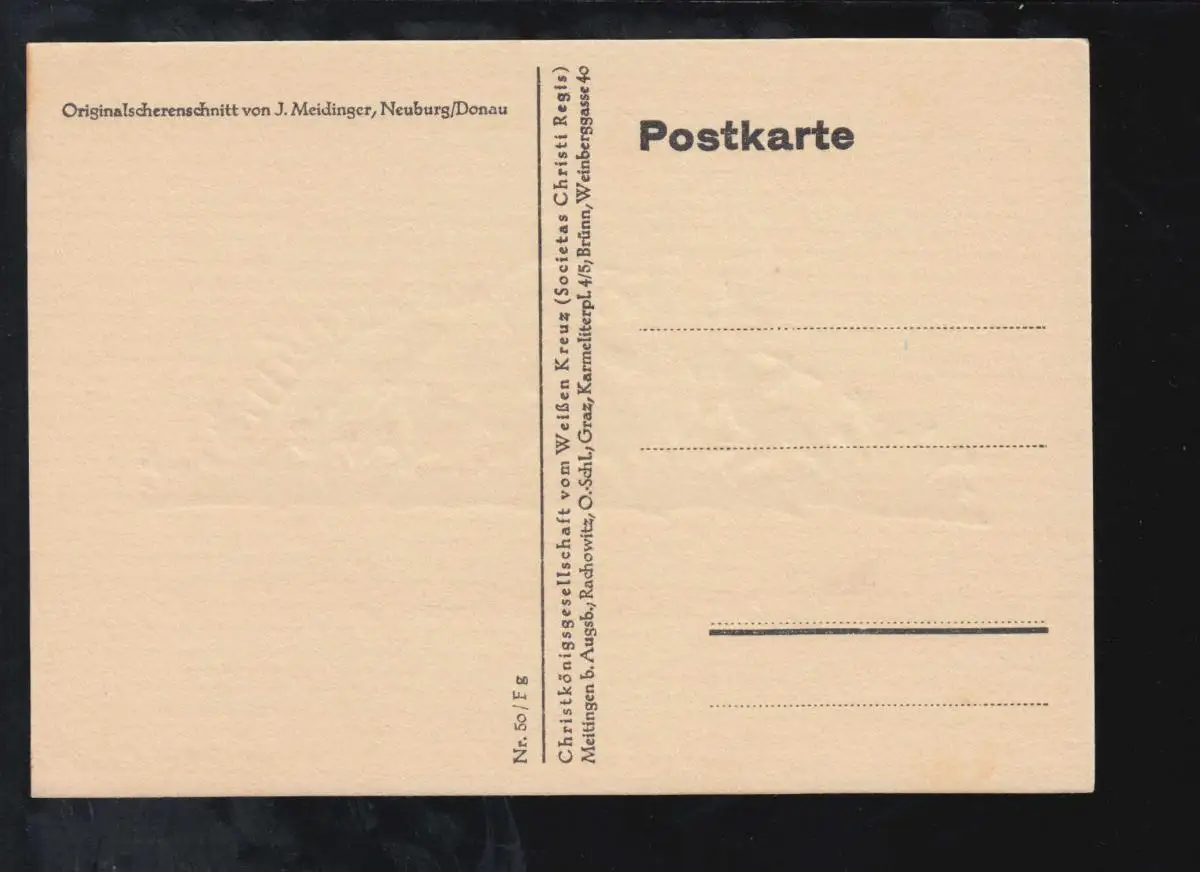 Originalscherenschnitt von J. Meidinger, Neuburg/Donau
Nr. 50 / F g
Christkönigsgesellschaft vom Weißen Kreuz (Societas Christi Regis)
Meitingen b. Augsb., Rachowitz, O.-Schl., Graz, Karmeliterpl. 4/5, Brünn, Weinberggasse 40
Postkarte